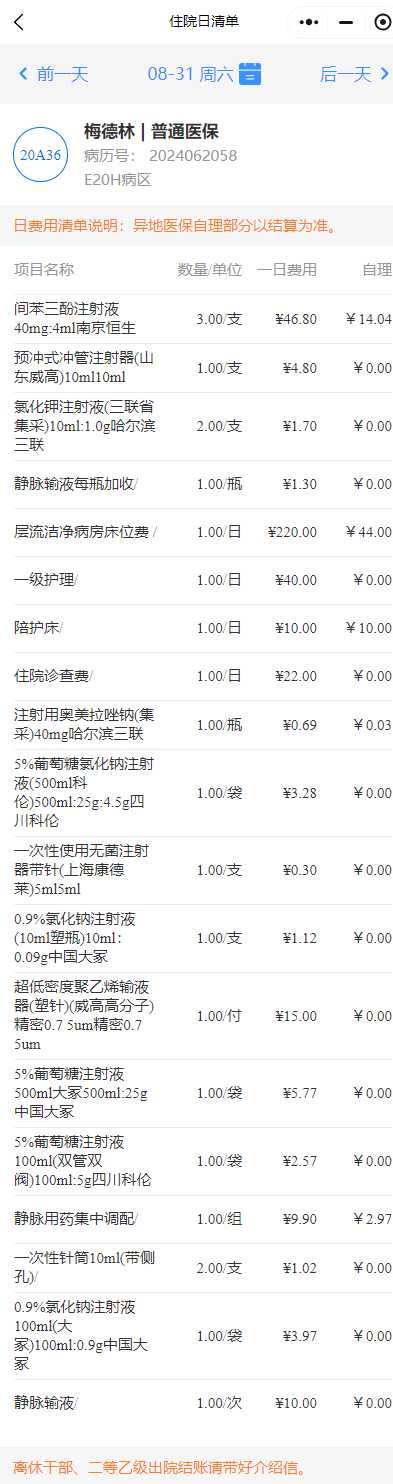 住院日清单
前一天 08-31 周六 后一天
20A36
梅德林 | 普通医保
病历号： 2024062058
E20H病区
日费用清单说明：异地医保自理部分以结算为准。
项目名称 数量/单位 一日费用 自理
间苯三酚注射液
40mg:4ml南京恒生 3.00/支 ¥46.80 ￥14.04
预冲式冲管注射器(山
东威高)10ml10ml 1.00/支 ¥4.80 ￥0.00
氯化钾注射液(三联省
集采)10ml:1.0g哈尔滨 2.00/支 ¥1.70 ￥0.00
三联
静脉输液每瓶加收/ 1.00/瓶 ¥1.30 ￥0.00
层流洁净病房床位费 / 1.00/日 ¥220.00 ￥44.00
一级护理/ 1.00/日 ¥40.00 ￥0.00
陪护床/ 1.00/日 ¥10.00 ￥10.00
住院诊查费/ 1.00/日 ¥22.00 ￥0.00
注射用奥美拉唑钠(集
采)40mg哈尔滨三联 1.00/瓶 ¥0.69 ￥0.03
5%葡萄糖氯化钠注射
液(500ml科
伦)500ml:25g:4.5g四 1.00/袋 ¥3.28 ￥0.00
川科伦
一次性使用无菌注射
器带针(上海康德 1.00/支 ¥0.30 ￥0.00
莱)5ml5ml
0.9%氯化钠注射液
(10ml塑瓶)10ml： 1.00/支 ¥1.12 ￥0.00
0.09g中国大冢
超低密度聚乙烯输液
器(塑针)(威高高分子)
精密0.7 5um精密0.7 1.00/付 ¥15.00 ￥0.00
5um
5%葡萄糖注射液
500ml大冢500ml:25g 1.00/袋 ¥5.77 ￥0.00
中国大冢
5%葡萄糖注射液
100ml(双管双 1.00/袋 ¥2.57 ￥0.00
阀)100ml:5g四川科伦
静脉用药集中调配/ 1.00/组 ¥9.90 ￥2.97
一次性针筒10ml(带侧
孔)/ 2.00/支 ¥1.02 ￥0.00
0.9%氯化钠注射液
100ml(大
冢)100ml:0.9g中国大 1.00/袋 ¥3.97 ￥0.00
冢
静脉输液/ 1.00/次 ¥10.00 ￥0.00
离休干部、二等乙级出院结账请带好介绍信。